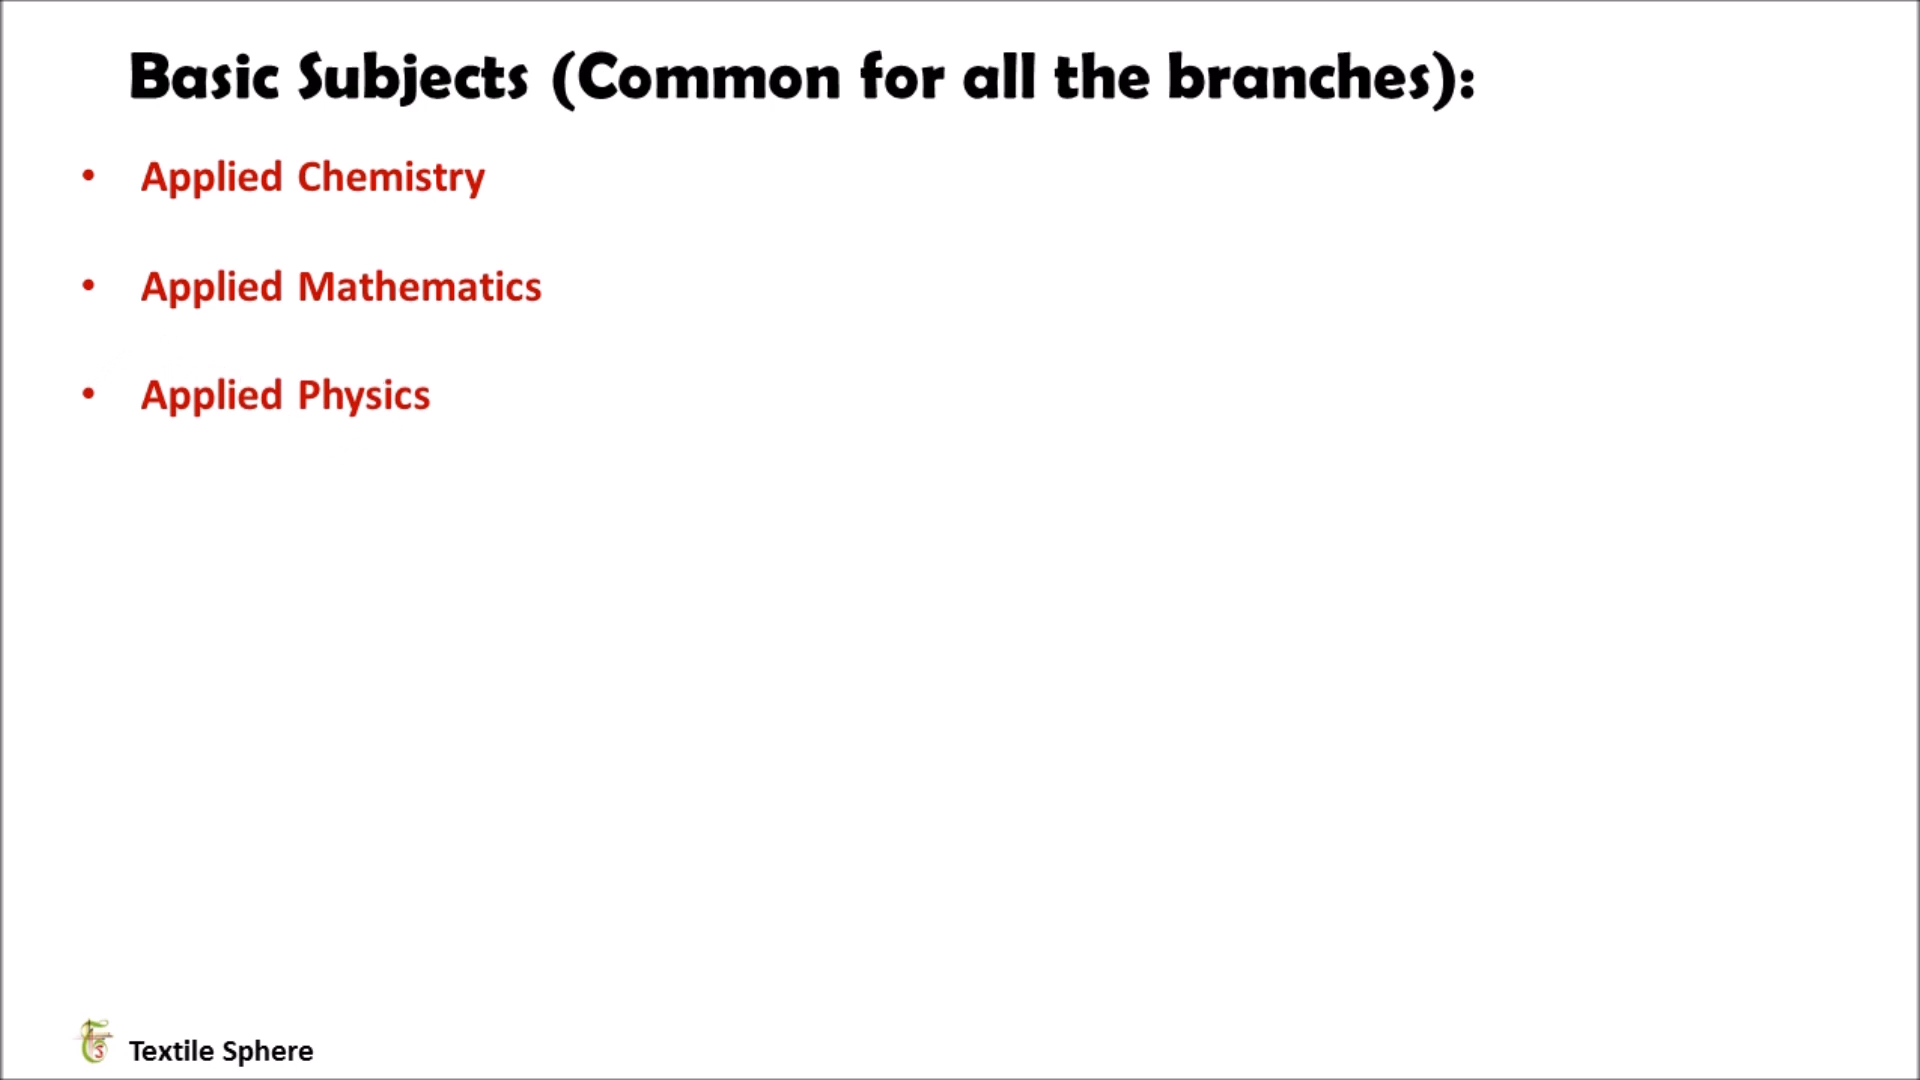 Basic Subjects (Common for all the branches):
• Applied Chemistry
• Applied Mathematics
• Applied Physics
Textile Sphere